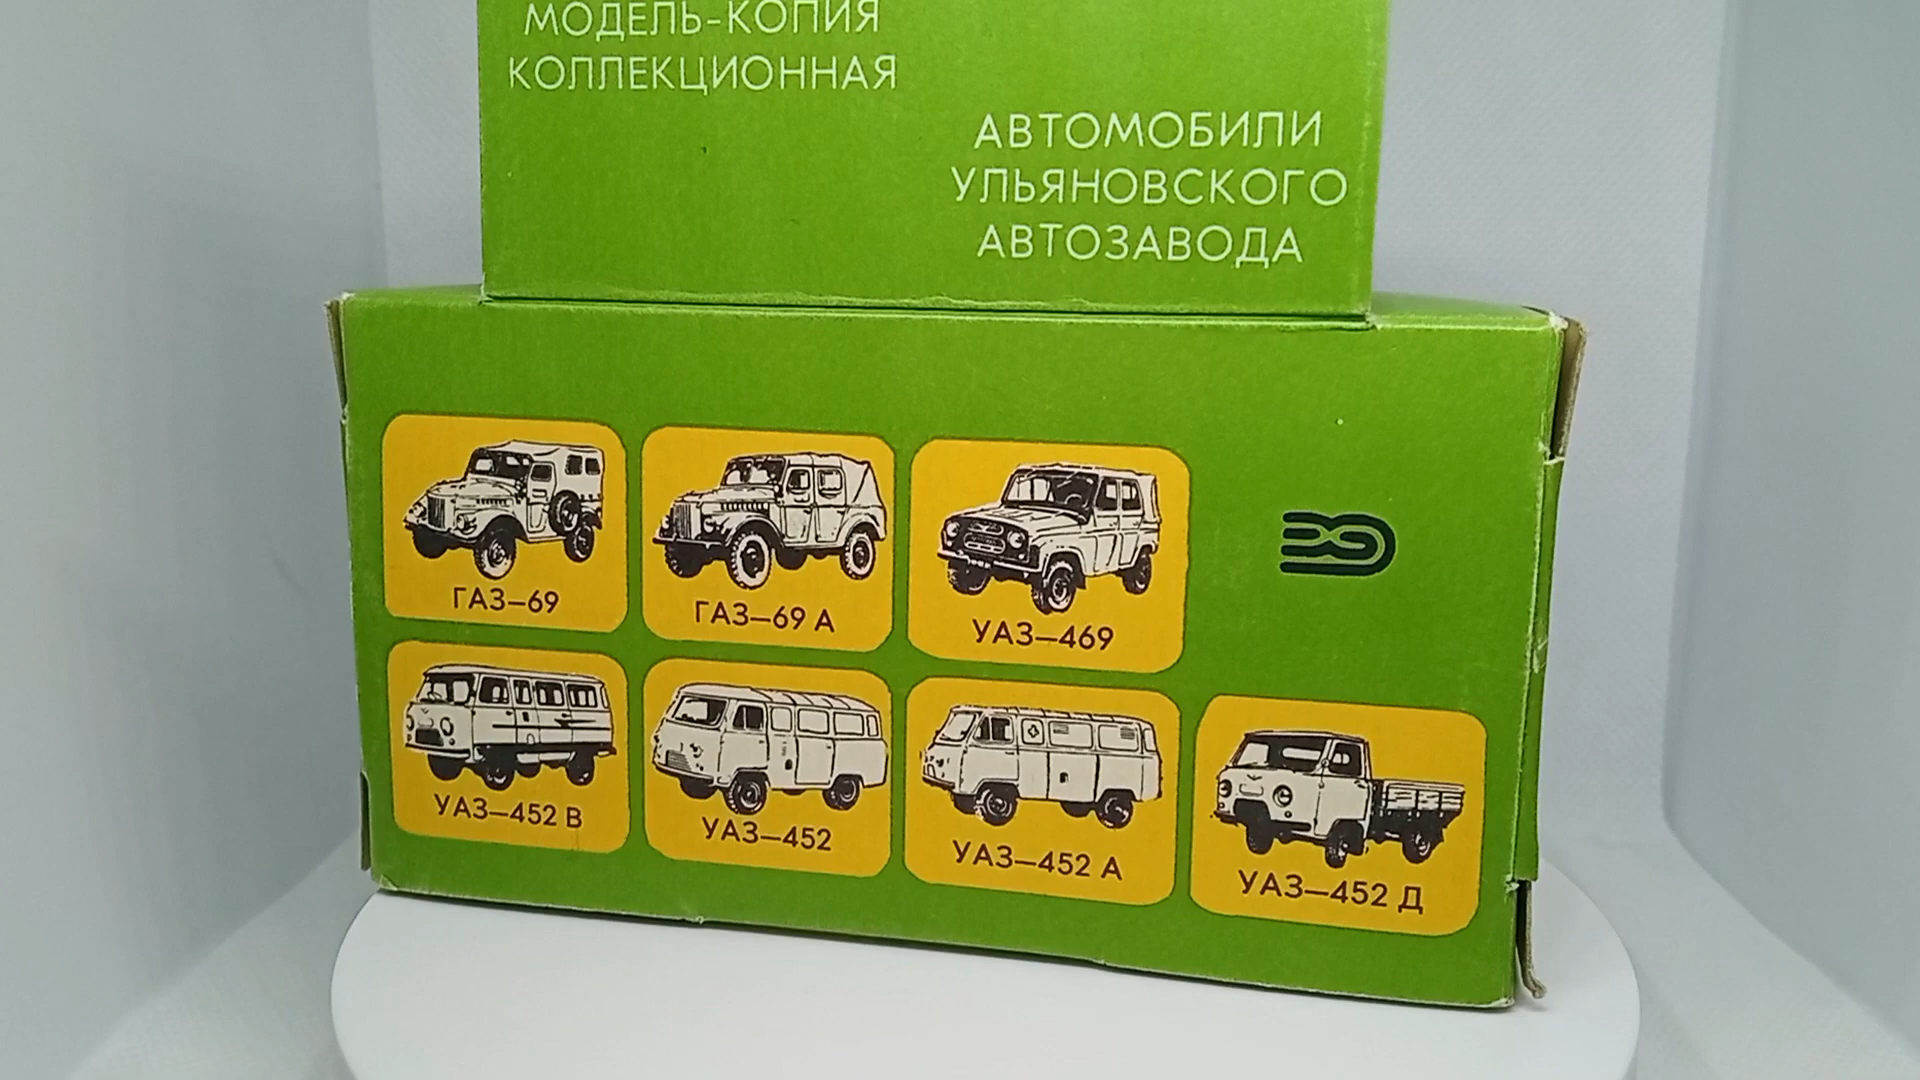 МОДЕЛЬ-КОПИЯ
КОЛЛЕКЦИОННАЯ
АВТОМОБИЛИ
УЛЬЯНОВСКОГО
АВТОЗАВОДА
ГАЗ—69
ГАЗ—69 А
УАЗ—469
УАЗ—452 В
УАЗ—452
УАЗ—452 А
УАЗ—452 Д